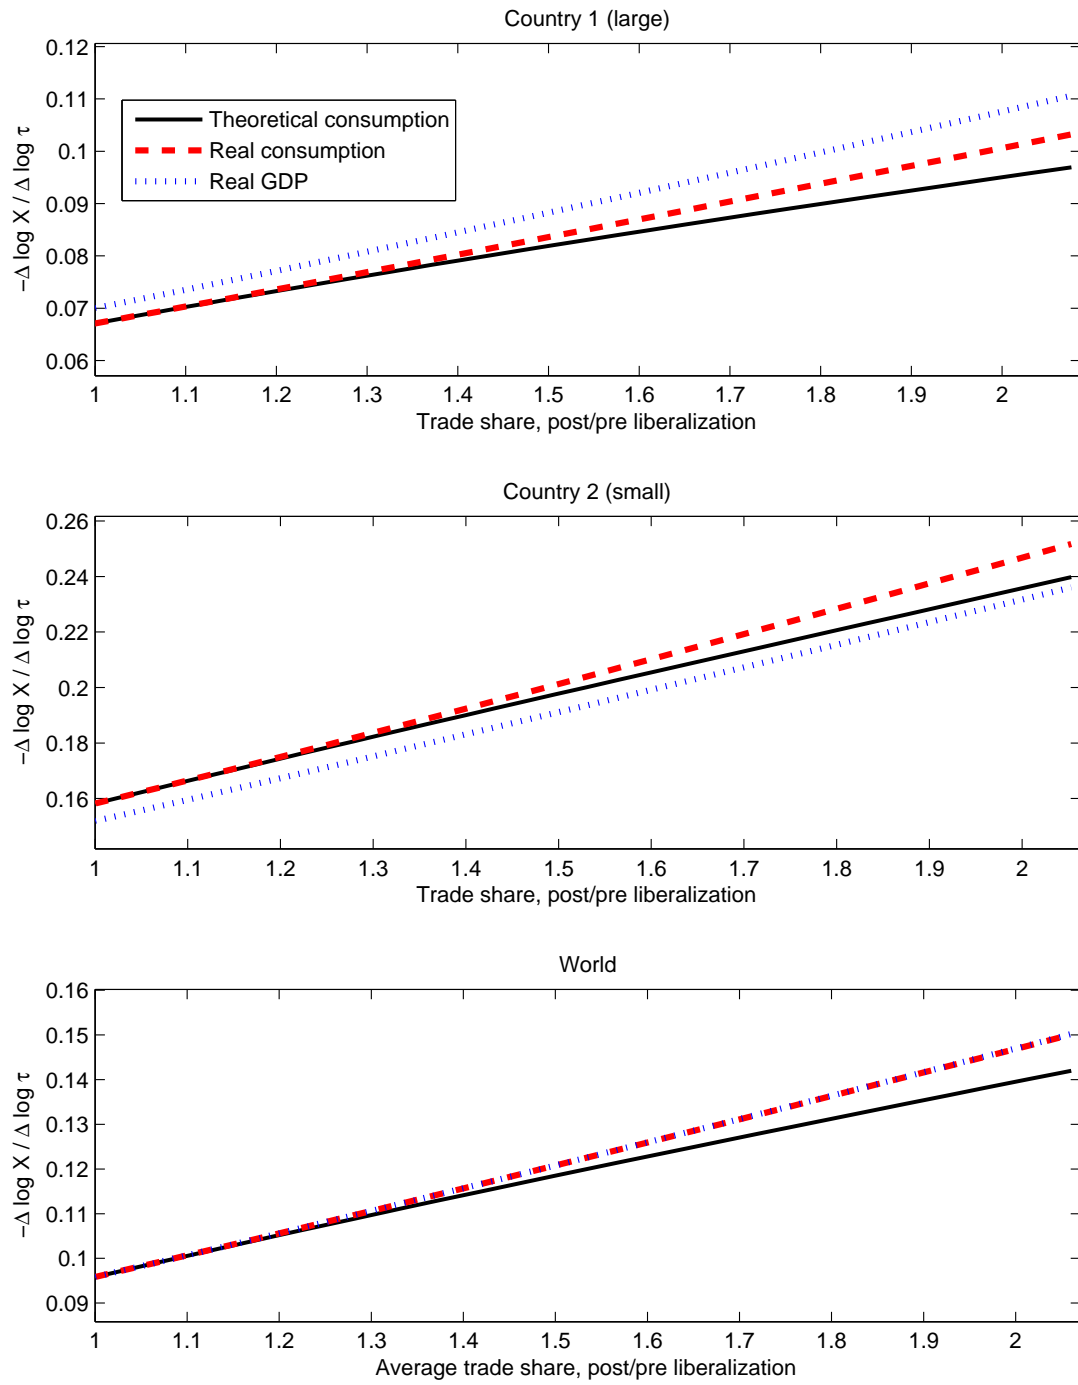 Country 1 (large)
0.12
0.11
0.1
0.09
0.08
0.07
0.06
−Δ log X / Δ log τ
Theoretical consumption
Real consumption
Real GDP
1 1.1 1.2 1.3 1.4 1.5 1.6 1.7 1.8 1.9 2
Trade share, post/pre liberalization
Country 2 (small)
0.26
0.24
0.22
0.2
0.18
0.16
−Δ log X / Δ log τ
1 1.1 1.2 1.3 1.4 1.5 1.6 1.7 1.8 1.9 2
Trade share, post/pre liberalization
World
0.16
0.15
0.14
0.13
0.12
0.11
0.1
0.09
−Δ log X / Δ log τ
1 1.1 1.2 1.3 1.4 1.5 1.6 1.7 1.8 1.9 2
Average trade share, post/pre liberalization